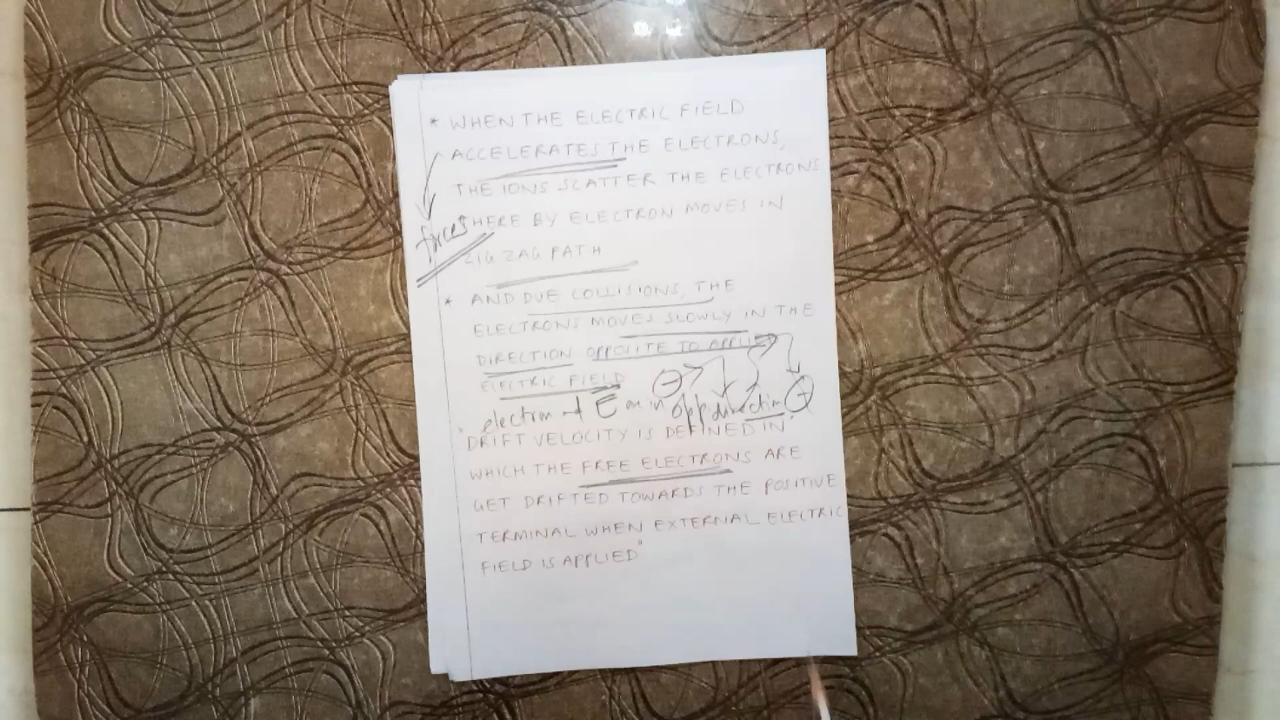 * WHEN THE ELECTRIC FIELD
ACCELERATES THE ELECTRONS,
THE IONS SCATTER THE ELECTRONS
forces HERE BY ELECTRON MOVES IN
ZIG ZAG PATH
* AND DUE COLLISIONS, THE
ELECTRONS MOVES SLOWLY IN THE
DIRECTION OPPOSITE TO APPLIED
ELECTRIC FIELD
electron and E are in opp direction
"DRIFT VELOCITY IS DEFINED IN
WHICH THE FREE ELECTRONS ARE
GET DRIFTED TOWARDS THE POSITIVE
TERMINAL WHEN EXTERNAL ELECTRIC
FIELD IS APPLIED"